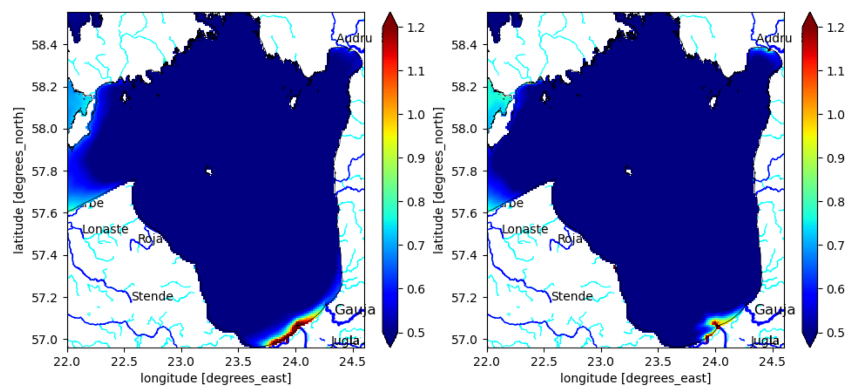 Audru
58.4
58.2
58.0
57.8
57.6
57.4
57.2
57.0
latitude [degrees_north]
rbe
Lonaste
Roja
Stende
Gauja
Jugla
22.0 22.5 23.0 23.5 24.0 24.5
longitude [degrees_east]
1.2
1.1
1.0
0.9
0.8
0.7
0.6
0.5
Audru
58.4
58.2
58.0
57.8
57.6
57.4
57.2
57.0
latitude [degrees_north]
rbe
Lonaste
Roja
Stende
Gauja
Jugla
22.0 22.5 23.0 23.5 24.0 24.5
longitude [degrees_east]
1.2
1.1
1.0
0.9
0.8
0.7
0.6
0.5